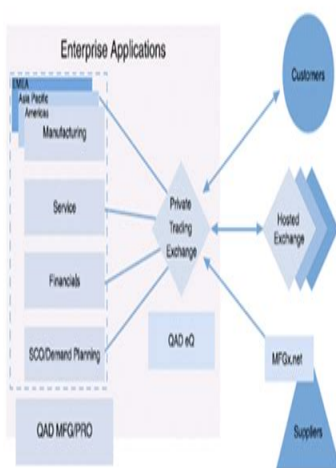 Enterprise Applications
EMEA
Asia Pacific
Americas
Manufacturing
Service
Financials
SCO/Demand Planning
QAD MFG/PRO
Private
Trading
Exchange
QAD eQ
Customers
Hosted
Exchange
MFGx.net
Suppliers